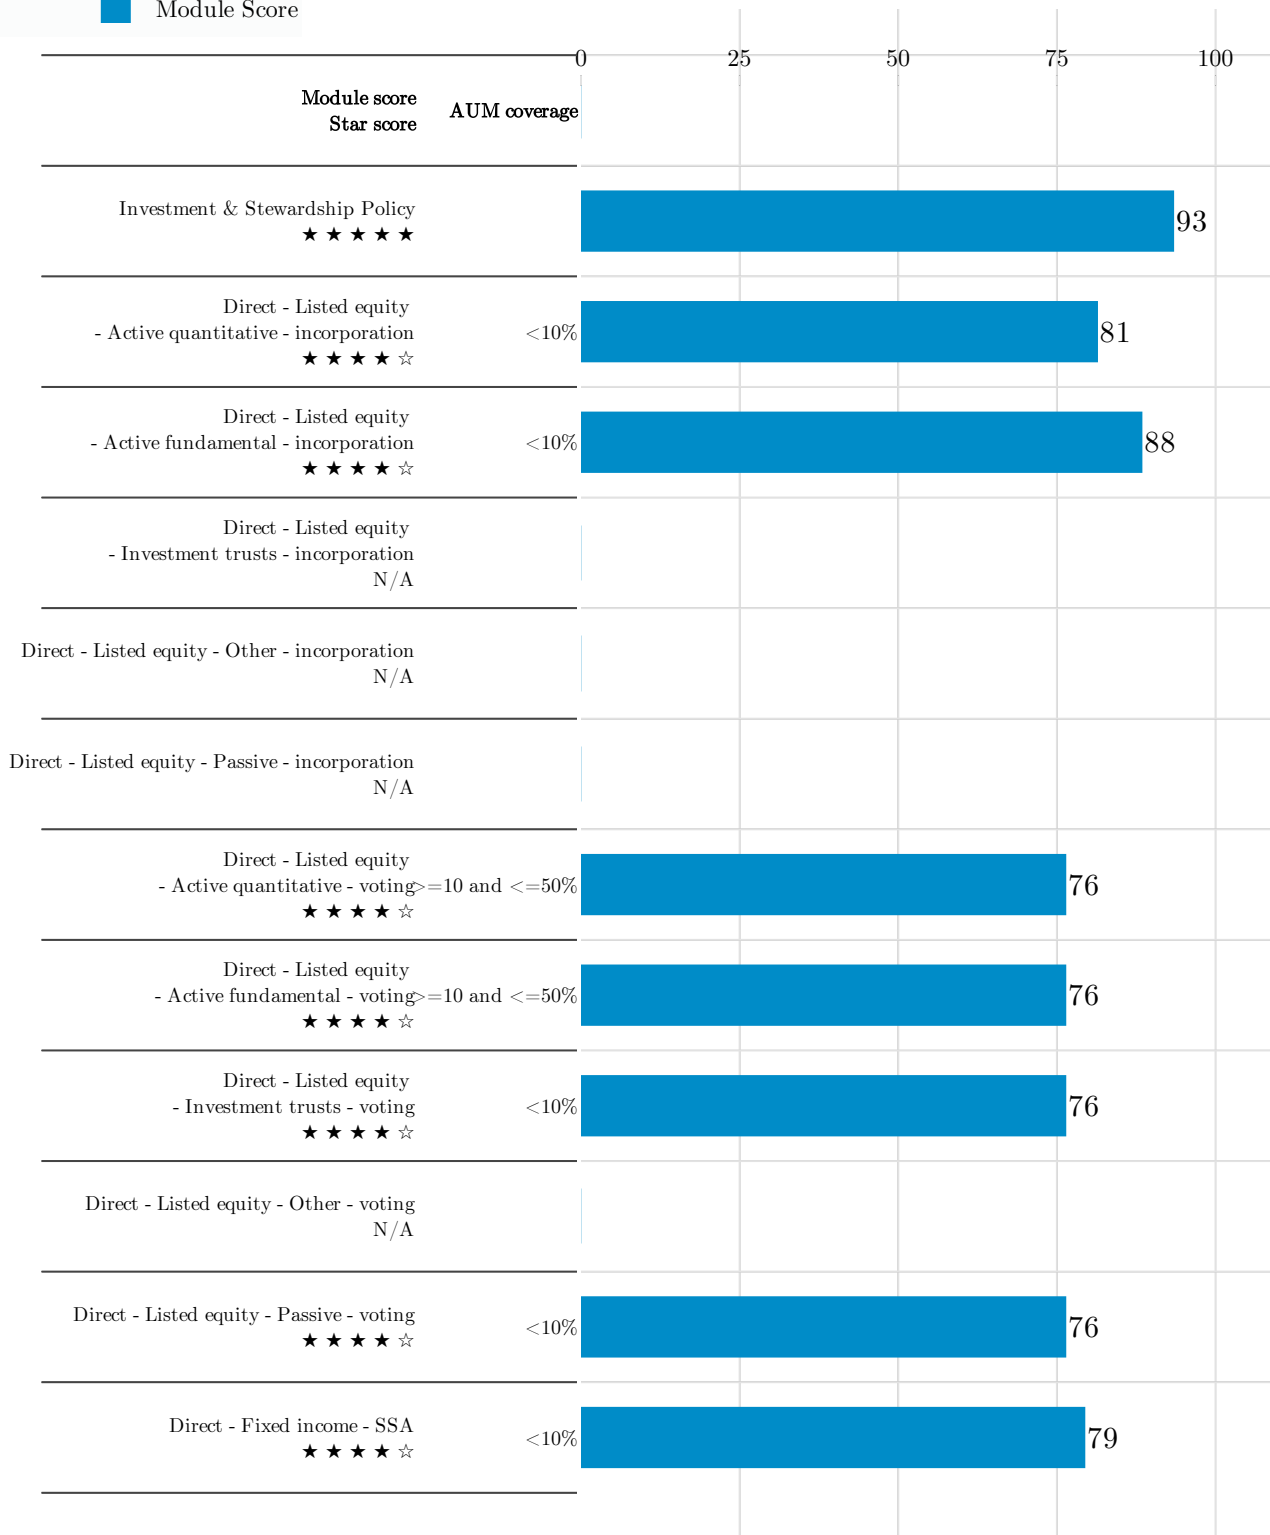 Module Score
0 25 50 75 100
Module score
Star score
AUM coverage
Investment & Stewardship Policy
★ ★ ★ ★ ★
93
Direct - Listed equity
- Active quantitative - incorporation
★ ★ ★ ★ ☆
<10%
81
Direct - Listed equity
- Active fundamental - incorporation
★ ★ ★ ★ ☆
<10%
88
Direct - Listed equity
- Investment trusts - incorporation
N/A
Direct - Listed equity - Other - incorporation
N/A
Direct - Listed equity - Passive - incorporation
N/A
Direct - Listed equity
- Active quantitative - voting
★ ★ ★ ★ ☆
>=10 and <=50%
76
Direct - Listed equity
- Active fundamental - voting
★ ★ ★ ★ ☆
>=10 and <=50%
76
Direct - Listed equity
- Investment trusts - voting
★ ★ ★ ★ ☆
<10%
76
Direct - Listed equity - Other - voting
N/A
Direct - Listed equity - Passive - voting
★ ★ ★ ★ ☆
<10%
76
Direct - Fixed income - SSA
★ ★ ★ ★ ☆
<10%
79